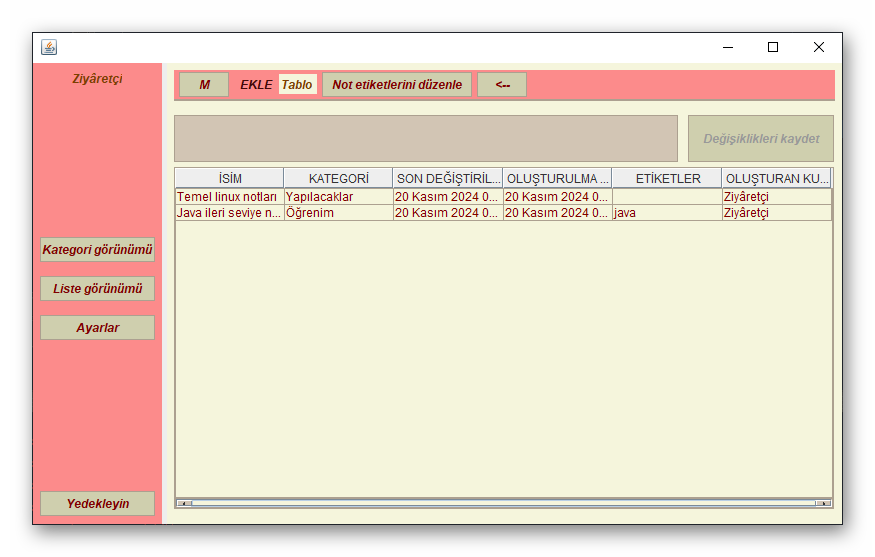 Ziyâretçi
M EKLE Tablo Not etiketlerini düzenle <--
Değişiklikleri kaydet
İSİM KATEGORİ SON DEĞİŞTİRİL... OLUŞTURULMA ... ETİKETLER OLUŞTURAN KU...
Temel linux notları Yapılacaklar 20 Kasım 2024 0... 20 Kasım 2024 0... Ziyâretçi
Java ileri seviye n... Öğrenim 20 Kasım 2024 0... 20 Kasım 2024 0... java Ziyâretçi
Kategori görünümü
Liste görünümü
Ayarlar
Yedekleyin